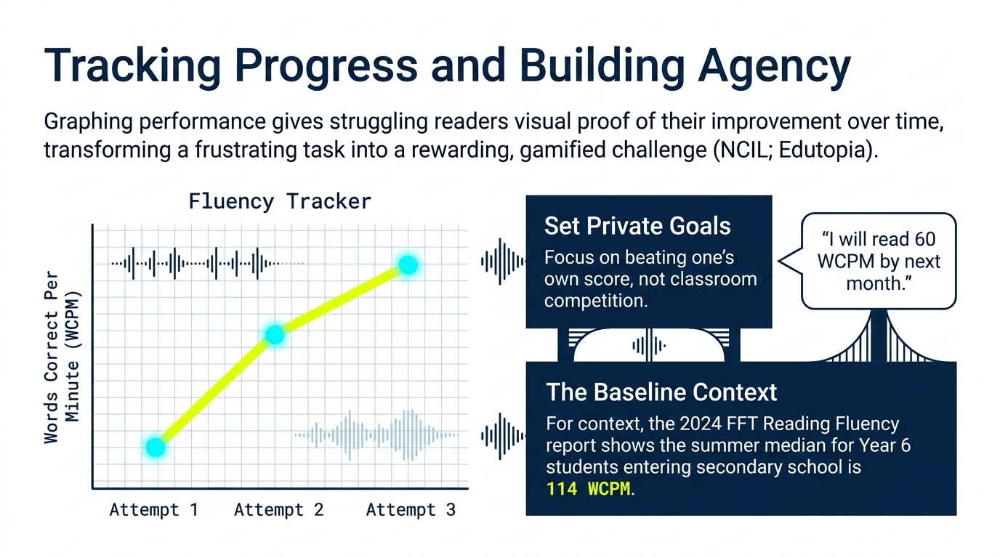 Tracking Progress and Building Agency
Graphing performance gives struggling readers visual proof of their improvement over time,
transforming a frustrating task into a rewarding, gamified challenge (NCIL; Edutopia).
Fluency Tracker
Words Correct Per
Minute (WCPM)
Attempt 1
Attempt 2
Attempt 3
Set Private Goals
Focus on beating one’s
own score, not classroom
competition.
“I will read 60
WCPM by next
month.”
The Baseline Context
For context, the 2024 FFT Reading Fluency
report shows the summer median for Year 6
students entering secondary school is
114 WCPM.